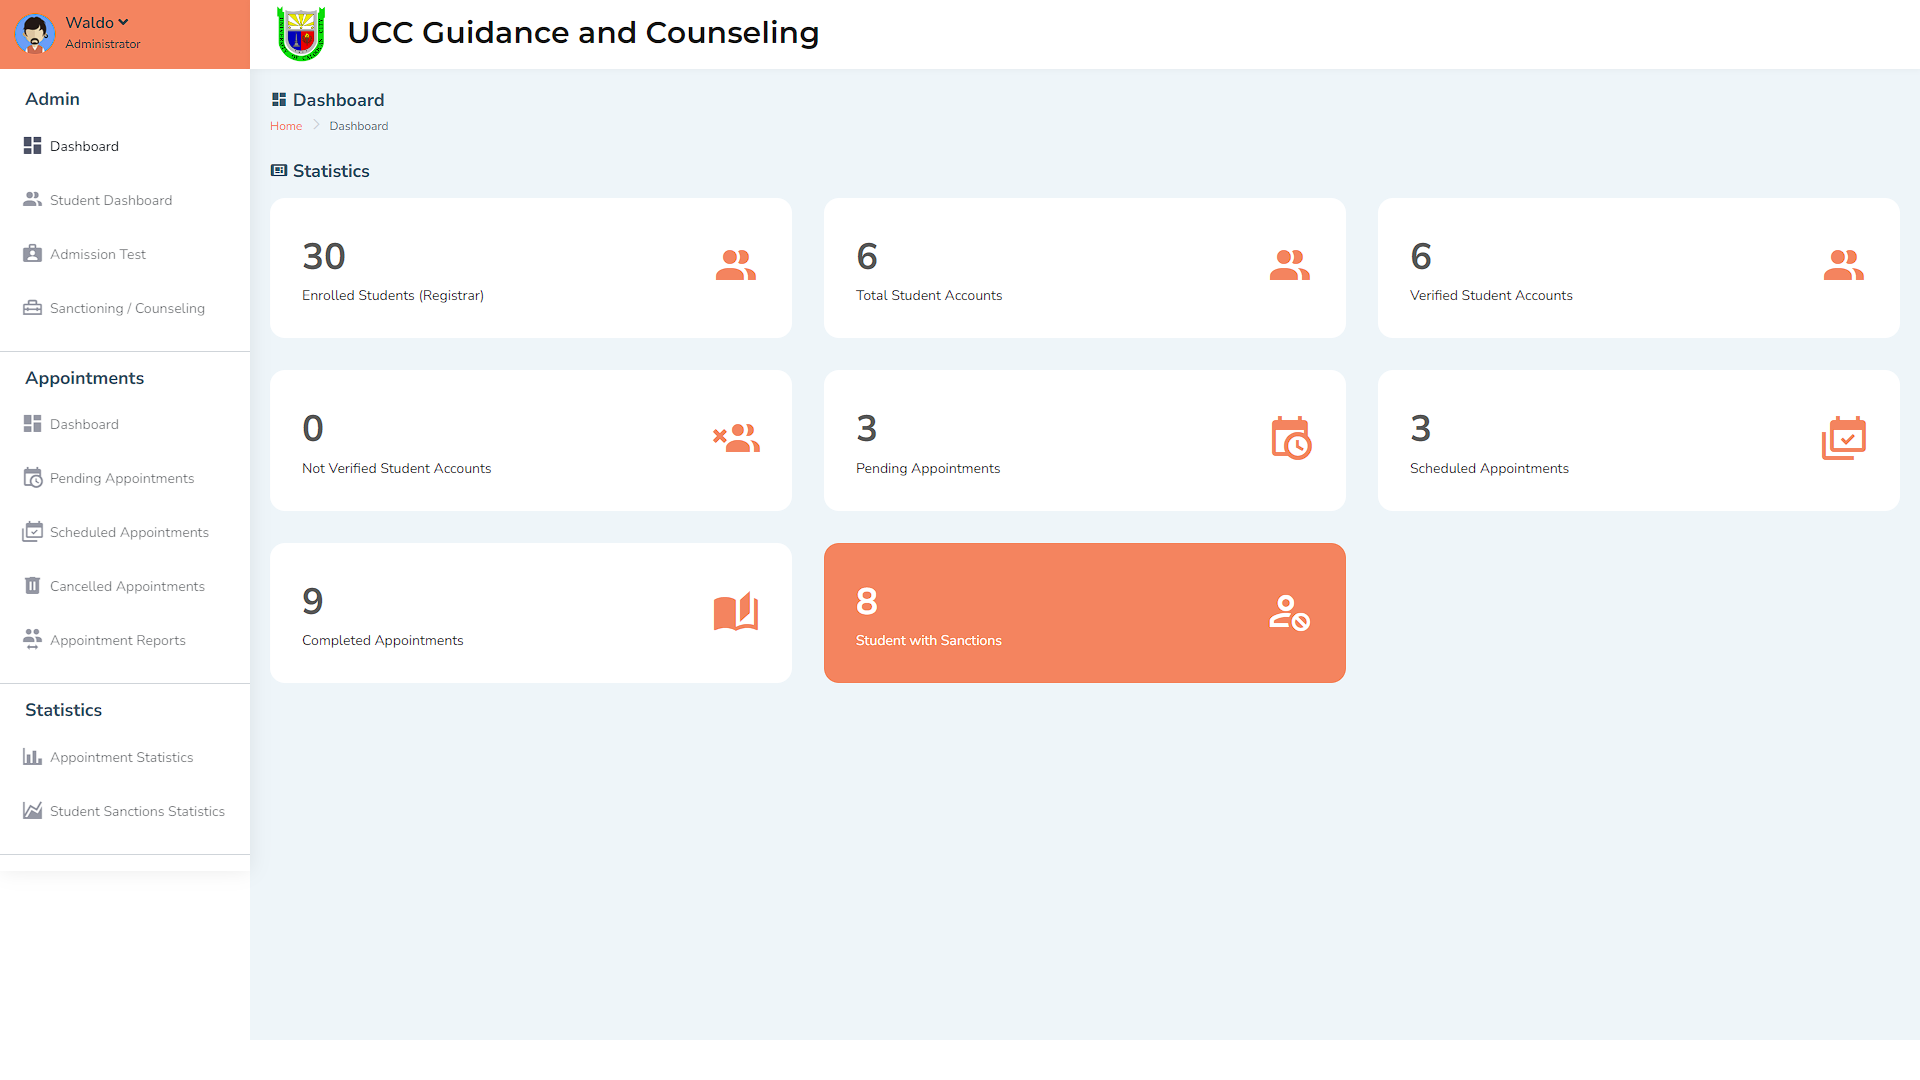 Waldo
Administrator
UCC Guidance and Counseling
Admin
Dashboard
Student Dashboard
Admission Test
Sanctioning / Counseling
Appointments
Dashboard
Pending Appointments
Scheduled Appointments
Cancelled Appointments
Appointment Reports
Statistics
Appointment Statistics
Student Sanctions Statistics
Dashboard
Home
Dashboard
Statistics
30
Enrolled Students (Registrar)
6
Total Student Accounts
6
Verified Student Accounts
0
Not Verified Student Accounts
3
Pending Appointments
3
Scheduled Appointments
9
Completed Appointments
8
Student with Sanctions